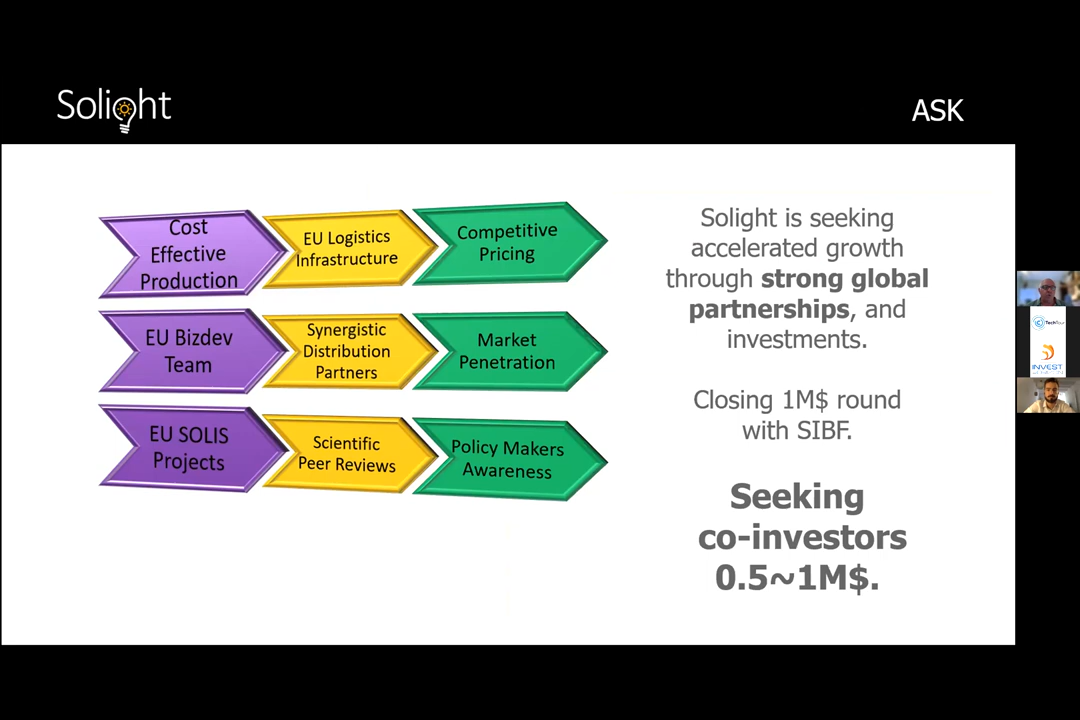 Solight
ASK
Cost
Effective
Production
EU Logistics
Infrastructure
Competitive
Pricing
EU Bizdev
Team
Synergistic
Distribution
Partners
Market
Penetration
EU SOLIS
Projects
Scientific
Peer Reviews
Policy Makers
Awareness
Solight is seeking
accelerated growth
through strong global
partnerships, and
investments.
Closing 1M$ round
with SIBF.
Seeking
co-investors
0.5~1M$.
TechTour
INVEST